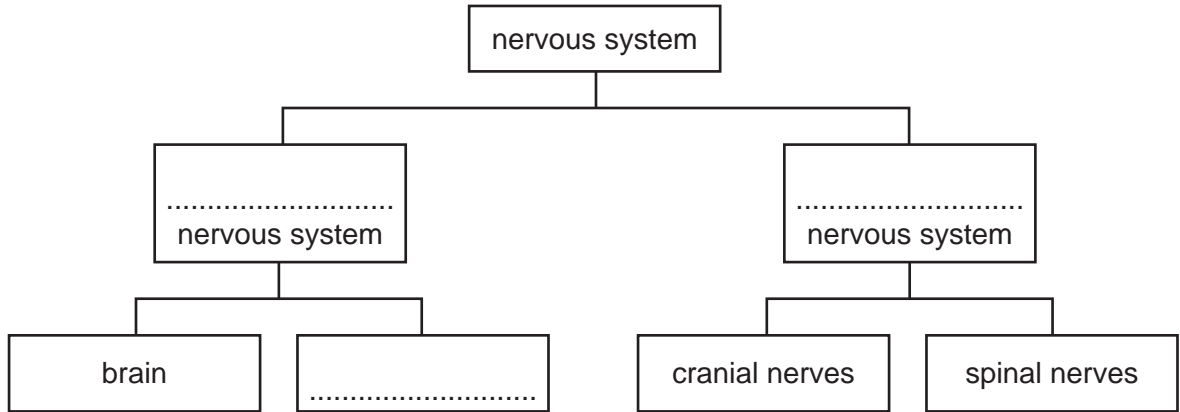 nervous system
............................
nervous system
............................
nervous system
brain
............................
cranial nerves
spinal nerves